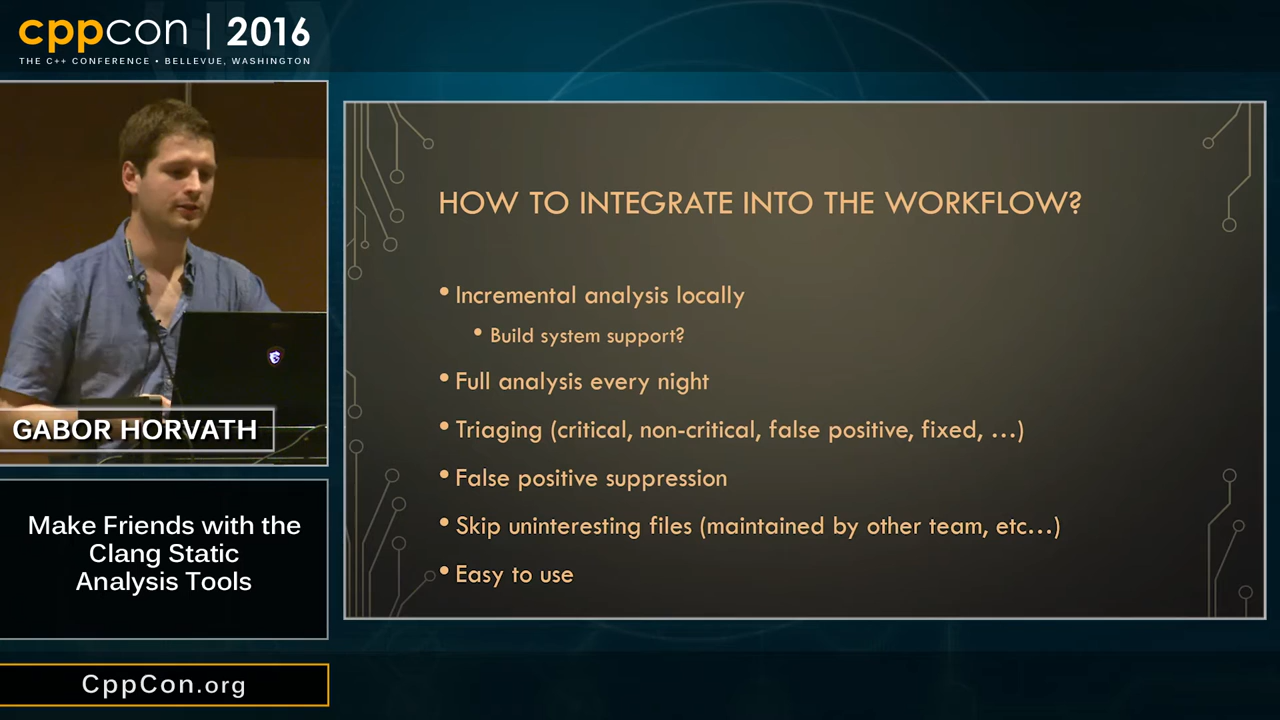 cppcon | 2016
THE C++ CONFERENCE • BELLEVUE, WASHINGTON
GABOR HORVATH
Make Friends with the
Clang Static
Analysis Tools
CppCon.org
HOW TO INTEGRATE INTO THE WORKFLOW?
• Incremental analysis locally
• Build system support?
• Full analysis every night
• Triaging (critical, non-critical, false positive, fixed, ...)
• False positive suppression
• Skip uninteresting files (maintained by other team, etc...)
• Easy to use